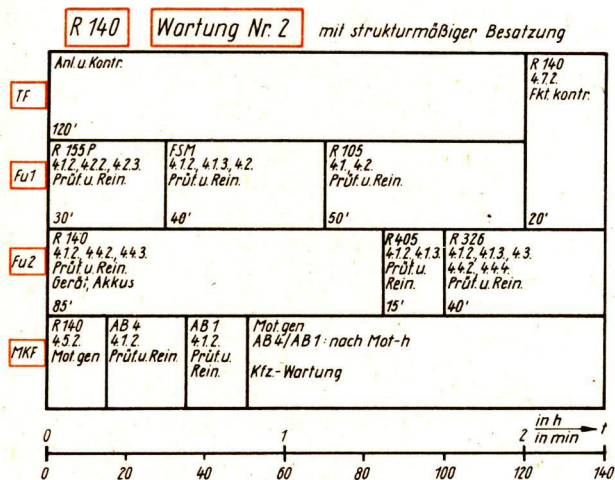 R 140 Wartung Nr. 2 mit strukturmäßiger Besatzung
TF
Anl. u. Kontr.
120'
R 140
4.7.2.
Fkt. kontr.
20'
Fu1
R 155 P
4.1.2., 4.2.2., 4.2.3.
Prüf. u. Rein.
30'
FSM
4.1.2., 4.1.3., 4.2.
Prüf. u. Rein.
40'
R 105
4.1., 4.2.
Prüf. u. Rein.
50'
Fu2
R 140
4.1.2., 4.4.2., 4.4.3.
Prüf. u. Rein.
Gerät, Akkus
85'
R 405
4.1.2., 4.1.3.
Prüf. u.
Rein.
15'
R 326
4.1.2., 4.1.3., 4.3.
4.4.2., 4.4.4.
Prüf. u. Rein.
40'
MKF
R 140
4.5.2.
Mot.gen
AB 4
4.1.2.
Prüf. u. Rein.
AB 1
4.1.2.
Prüf. u.
Rein.
Mot.gen
AB 4/AB 1: nach Mot-h
Kfz.-Wartung
0 1 2 in h t
in min
0 20 40 60 80 100 120 140